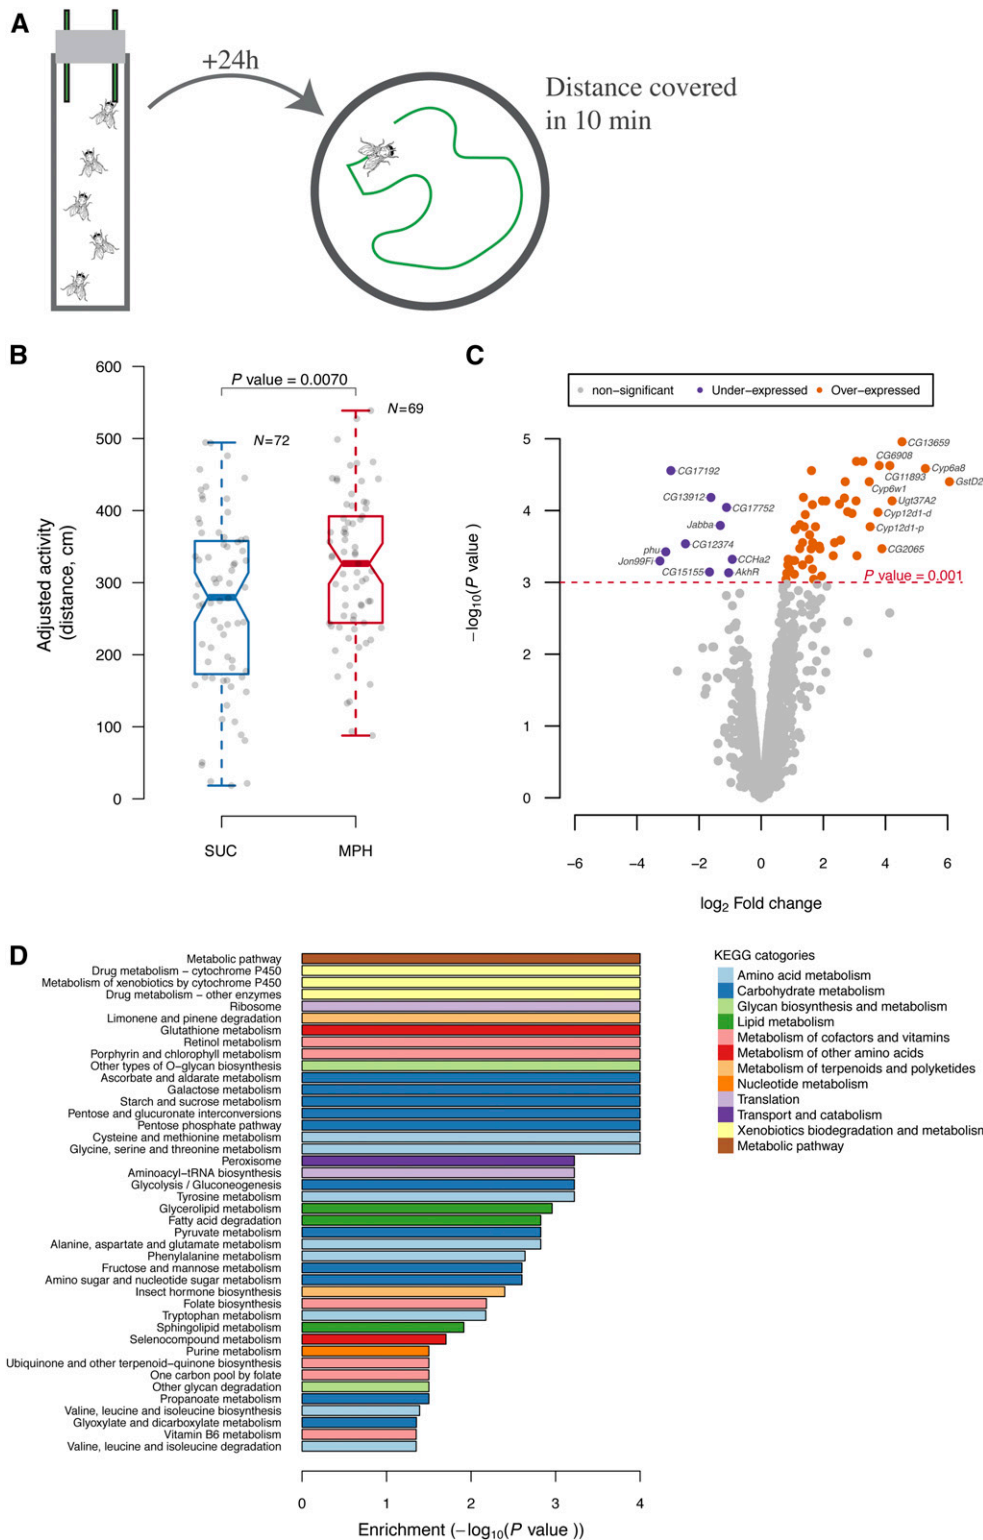 A
+24h
Distance covered
in 10 min
B
600
500
400
300
200
100
0
Adjusted activity
(distance, cm)
P value = 0.0070
N=72
N=69
SUC
MPH
C
non−significant
Under−expressed
Over−expressed
5
4
3
2
1
0
−log10(P value)
CG13659
CG6908
CG11893
Cyp6a8
GstD2
Cyp6w1
Ugt37A2
Cyp12d1-d
Cyp12d1-p
CG2065
CG17192
CG13912
CG17752
Jabba
CG12374
phu
Jon99Fi
CCHa2
CG15155
AkhR
P value = 0.001
−6
−4
−2
0
2
4
6
log2 Fold change
D
Metabolic pathway
Drug metabolism − cytochrome P450
Metabolism of xenobiotics by cytochrome P450
Drug metabolism − other enzymes
Ribosome
Limonene and pinene degradation
Glutathione metabolism
Retinol metabolism
Porphyrin and chlorophyll metabolism
Other types of O−glycan biosynthesis
Ascorbate and aldarate metabolism
Galactose metabolism
Starch and sucrose metabolism
Pentose and glucuronate interconversions
Pentose phosphate pathway
Cysteine and methionine metabolism
Glycine, serine and threonine metabolism
Peroxisome
Aminoacyl−tRNA biosynthesis
Glycolysis / Gluconeogenesis
Tyrosine metabolism
Glycerolipid metabolism
Fatty acid degradation
Pyruvate metabolism
Alanine, aspartate and glutamate metabolism
Phenylalanine metabolism
Fructose and mannose metabolism
Amino sugar and nucleotide sugar metabolism
Insect hormone biosynthesis
Folate biosynthesis
Tryptophan metabolism
Sphingolipid metabolism
Selenocompound metabolism
Purine metabolism
Ubiquinone and other terpenoid−quinone biosynthesis
One carbon pool by folate
Other glycan degradation
Propanoate metabolism
Valine, leucine and isoleucine biosynthesis
Glyoxylate and dicarboxylate metabolism
Vitamin B6 metabolism
Valine, leucine and isoleucine degradation
0
1
2
3
4
Enrichment (−log10(P value ))
KEGG catogories
Amino acid metabolism
Carbohydrate metabolism
Glycan biosynthesis and metabolism
Lipid metabolism
Metabolism of cofactors and vitamins
Metabolism of other amino acids
Metabolism of terpenoids and polyketides
Nucleotide metabolism
Translation
Transport and catabolism
Xenobiotics biodegradation and metabolism
Metabolic pathway